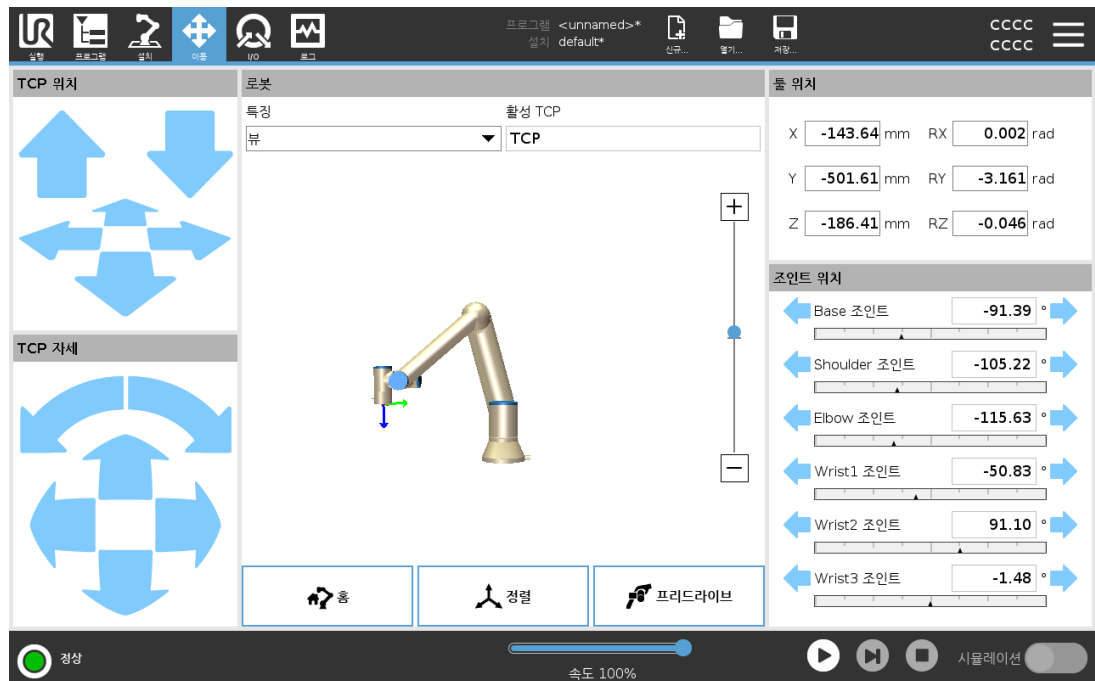 프로그램 <unnamed>*
설치 default*
CCCC
CCCC
UR
실행
프로그램
설치
이동
I/O
로그
신규...
열기...
저장...
TCP 위치
로봇
툴 위치
특징
활성 TCP
뷰
TCP
X -143.64 mm RX 0.002 rad
Y -501.61 mm RY -3.161 rad
Z -186.41 mm RZ -0.046 rad
조인트 위치
Base 조인트 -91.39 °
Shoulder 조인트 -105.22 °
Elbow 조인트 -115.63 °
Wrist1 조인트 -50.83 °
Wrist2 조인트 91.10 °
Wrist3 조인트 -1.48 °
TCP 자세
홈
정렬
프리드라이브
정상
속도 100%
시뮬레이션